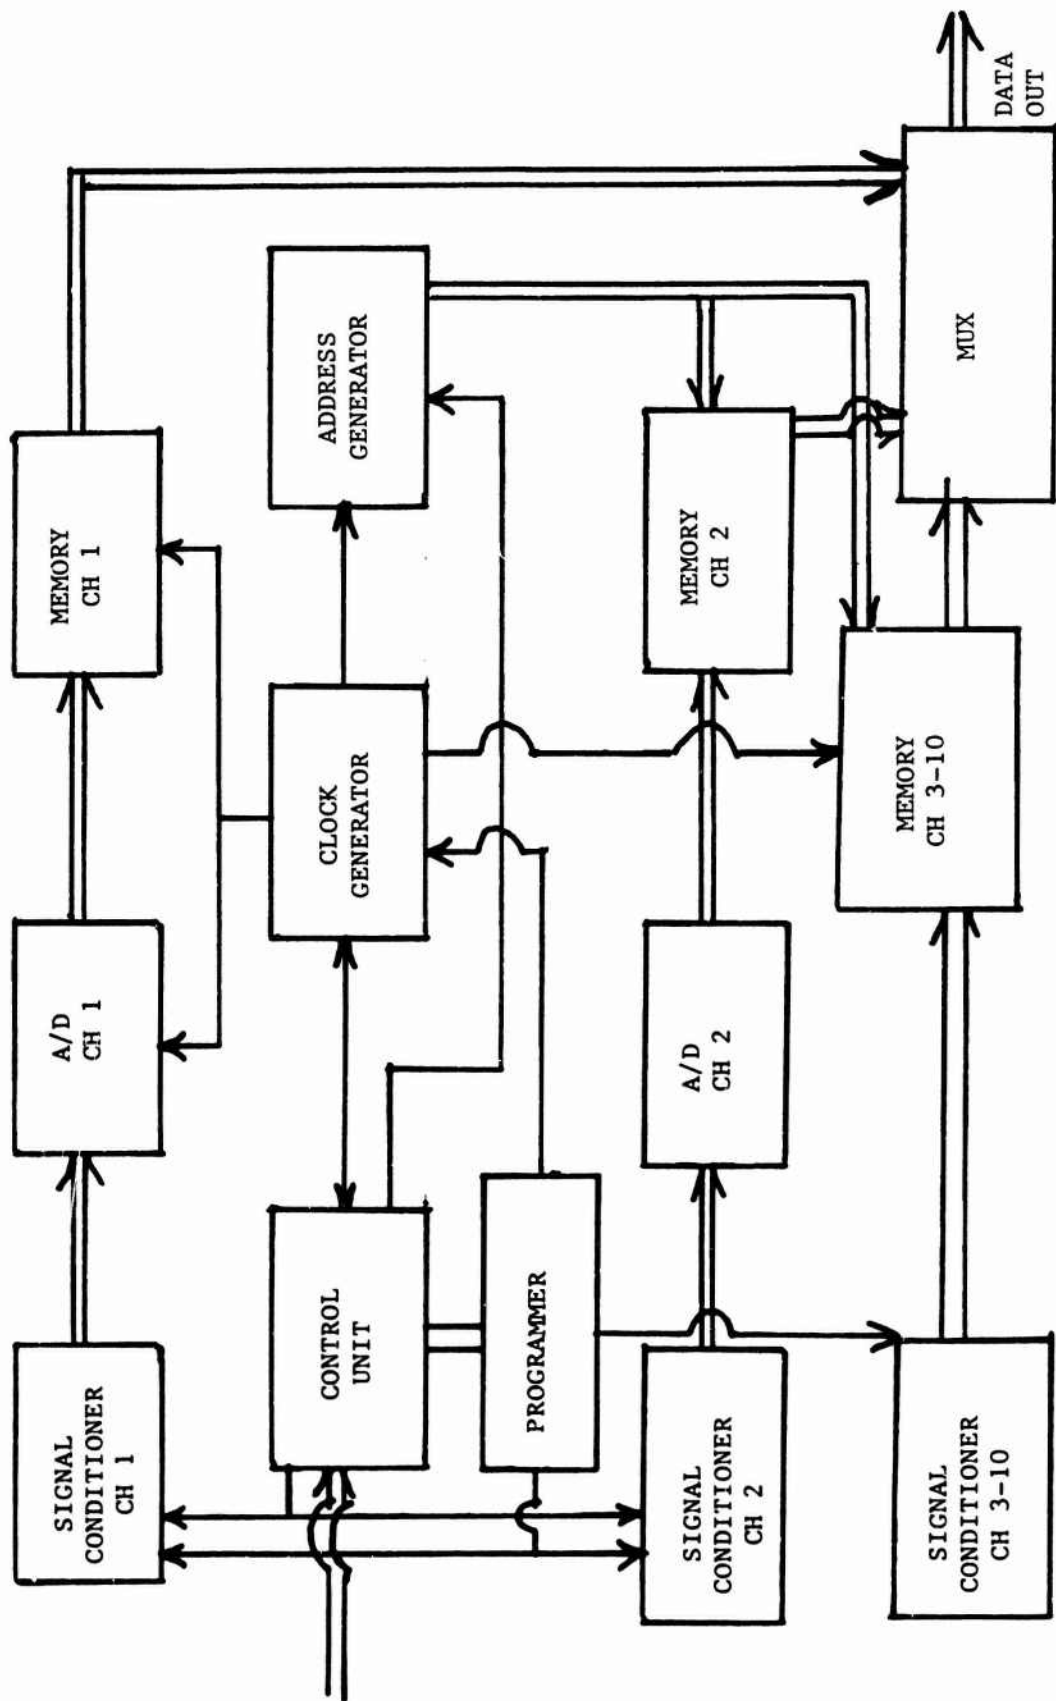 SIGNAL
CONDITIONER
CH 1
A/D
CH 1
MEMORY
CH 1
CONTROL
UNIT
CLOCK
GENERATOR
ADDRESS
GENERATOR
PROGRAMMER
SIGNAL
CONDITIONER
CH 2
A/D
CH 2
MEMORY
CH 2
SIGNAL
CONDITIONER
CH 3-10
MEMORY
CH 3-10
MUX
DATA
OUT